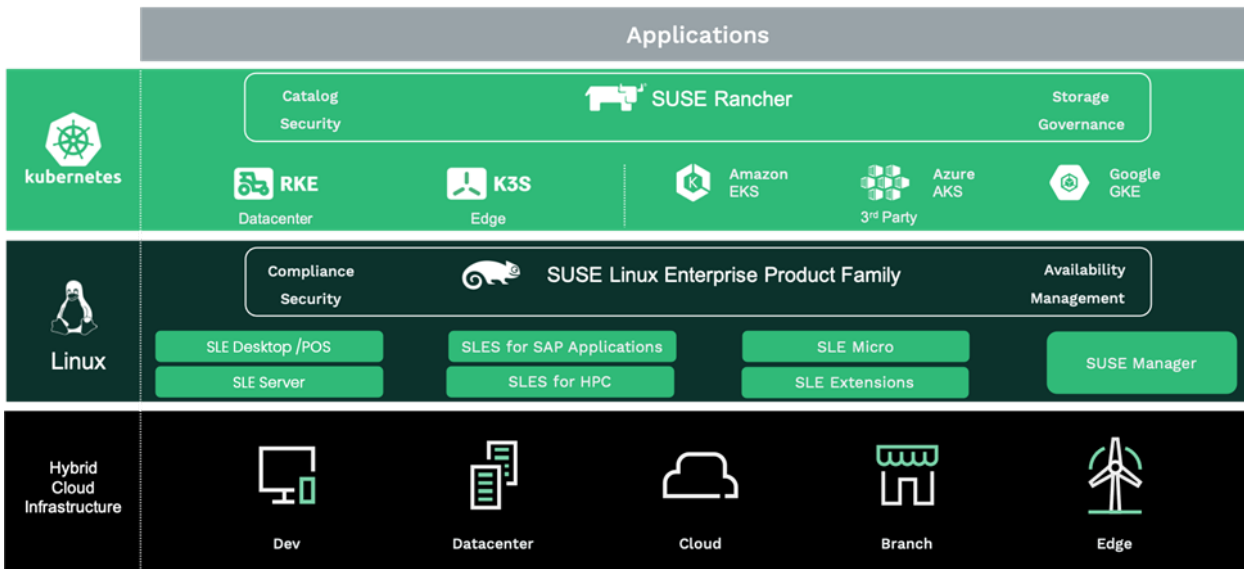 Applications
kubernetes
Catalog
Security
SUSE Rancher
Storage
Governance
RKE
Datacenter
K3S
Edge
Amazon
EKS
Azure
AKS
3rd Party
Google
GKE
Linux
Compliance
Security
SUSE Linux Enterprise Product Family
Availability
Management
SLE Desktop /POS
SLES for SAP Applications
SLE Micro
SUSE Manager
SLE Server
SLES for HPC
SLE Extensions
Hybrid
Cloud
Infrastructure
Dev
Datacenter
Cloud
Branch
Edge